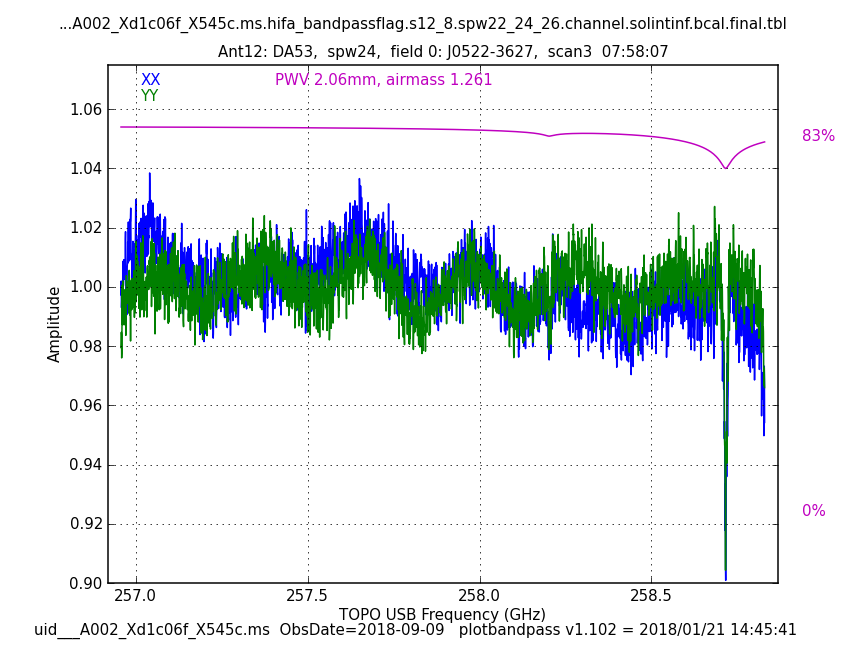 ...A002_Xd1c06f_X545c.ms.hifa_bandpassflag.s12_8.spw22_24_26.channel.solintinf.bcal.final.tbl
Ant12: DA53,  spw24,  field 0: J0522-3627,  scan3  07:58:07
XX
YY
PWV 2.06mm, airmass 1.261
1.06
1.04
1.02
1.00
0.98
0.96
0.94
0.92
0.90
Amplitude
83%
0%
257.0 257.5 258.0 258.5
TOPO USB Frequency (GHz)
uid___A002_Xd1c06f_X545c.ms  ObsDate=2018-09-09   plotbandpass v1.102 = 2018/01/21 14:45:41